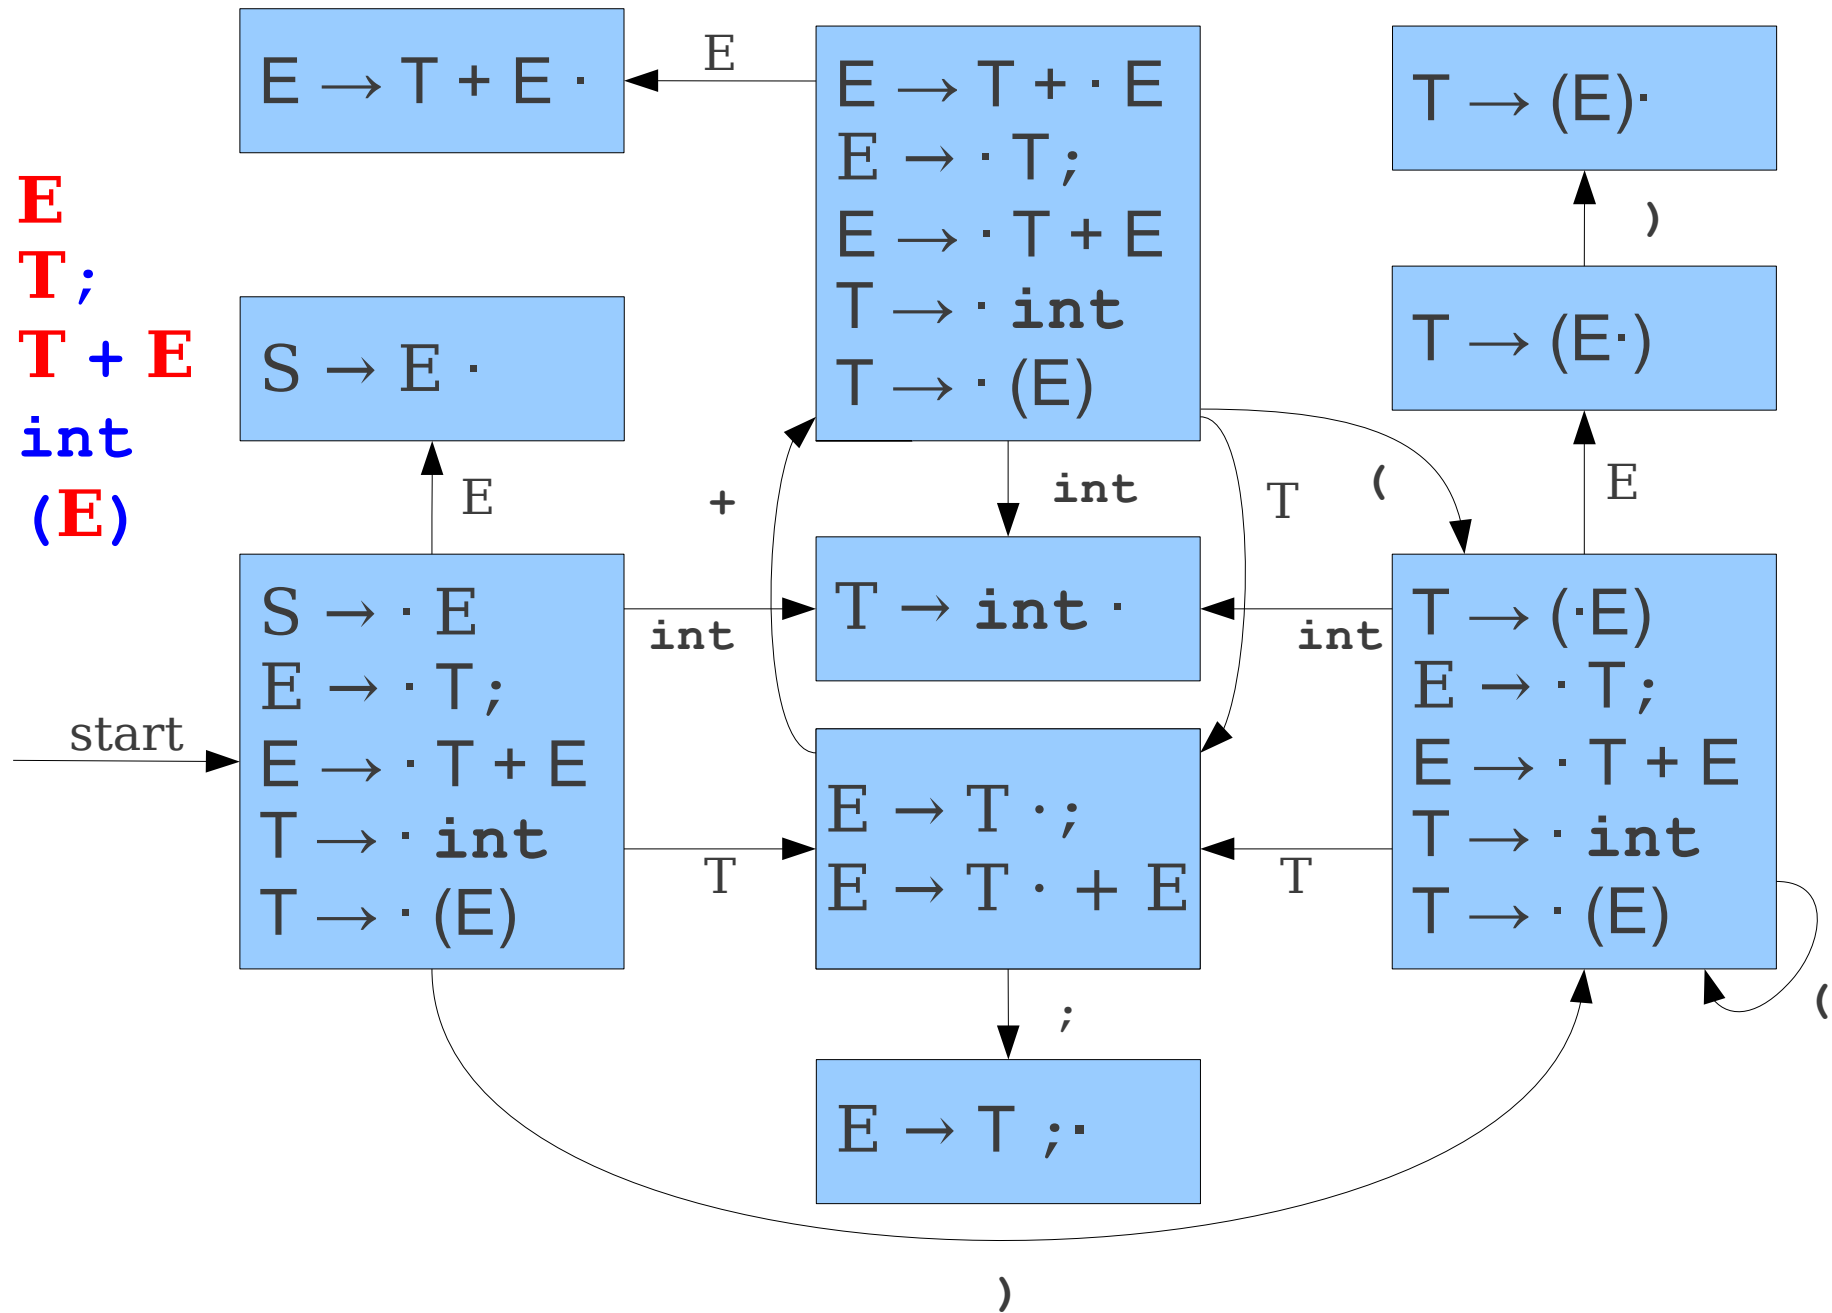 E
T ;
T + E
int
(E)
start
E → T + E ·
E
S → E ·
E
S → · E
E → · T ;
E → · T + E
T → · int
T → · (E)
int
T
+
E → T + · E
E → · T ;
E → · T + E
T → · int
T → · (E)
int
T
(
T → int ·
E → T · ;
E → T · + E
;
E → T ; ·
)
T → (E)·
)
T → (E·)
E
T → (·E)
E → · T ;
E → · T + E
T → · int
T → · (E)
int
T
(